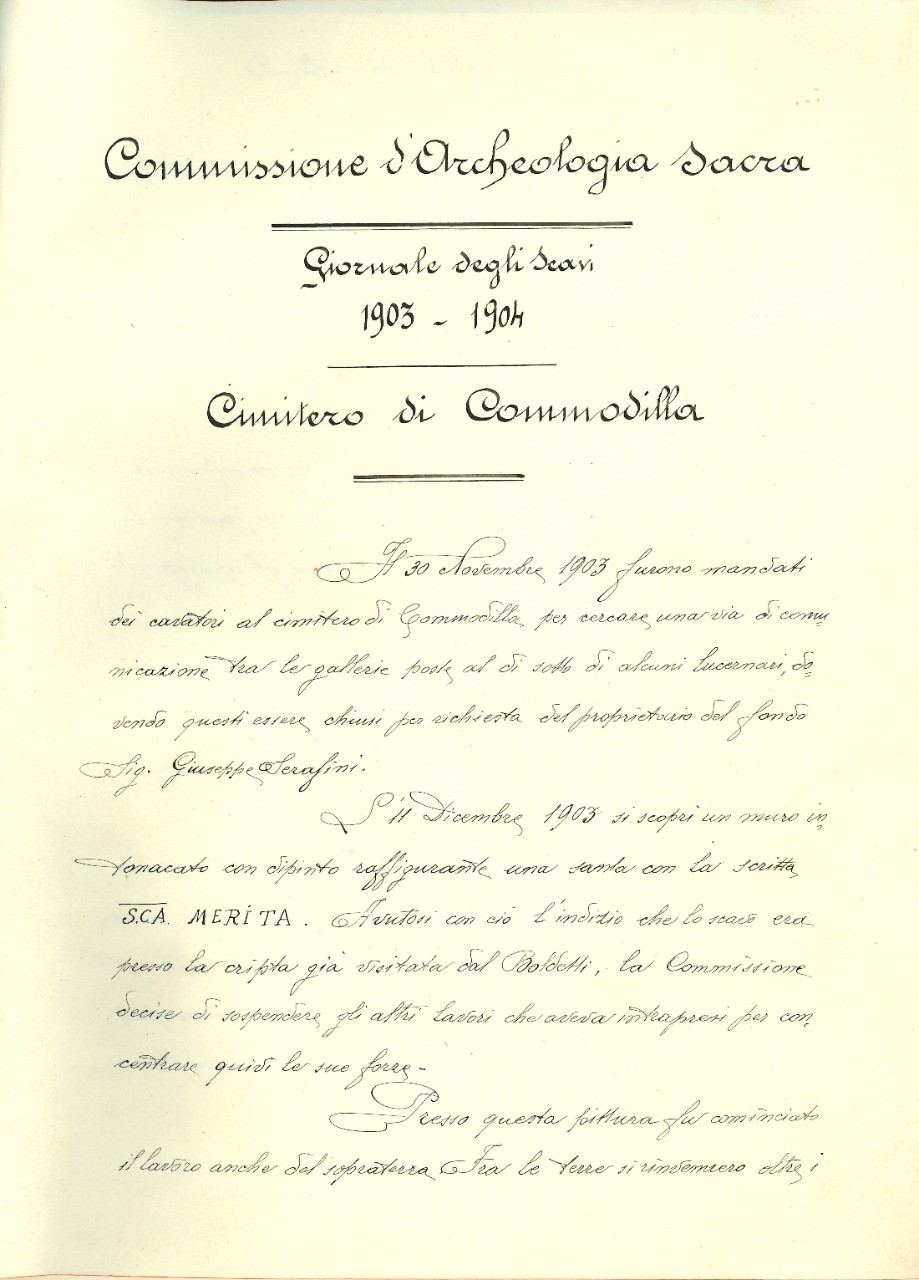 Commissione d'Archeologia Sacra
Giornale degli Scavi
1903 - 1904
Cimitero di Commodilla
Il 30 Novembre 1903 furono mandati
dei cavatori al cimitero di Commodilla per cercare una via di comu=
nicazione tra le gallerie poste al di sotto di alcuni lucernari, do=
vendo questi essere chiusi per richiesta del proprietario del fondo
Sig. Giuseppe Serafini.
L'11 Dicembre 1903 si scoprì un muro in=
tonacato con dipinto raffigurante una santa con la scritta
S.CA. MERITA. Avutosi con ciò l'indizio che lo scavo era
presso la cripta già visitata dal Boldetti, la Commissione
decise di sospendere gli altri lavori che aveva intrapresi per con=
centrare quivi le sue forze -
Presso questa pittura fu cominciato
il lavoro anche del sopraterra Fra le terre si rinvennero oltre i